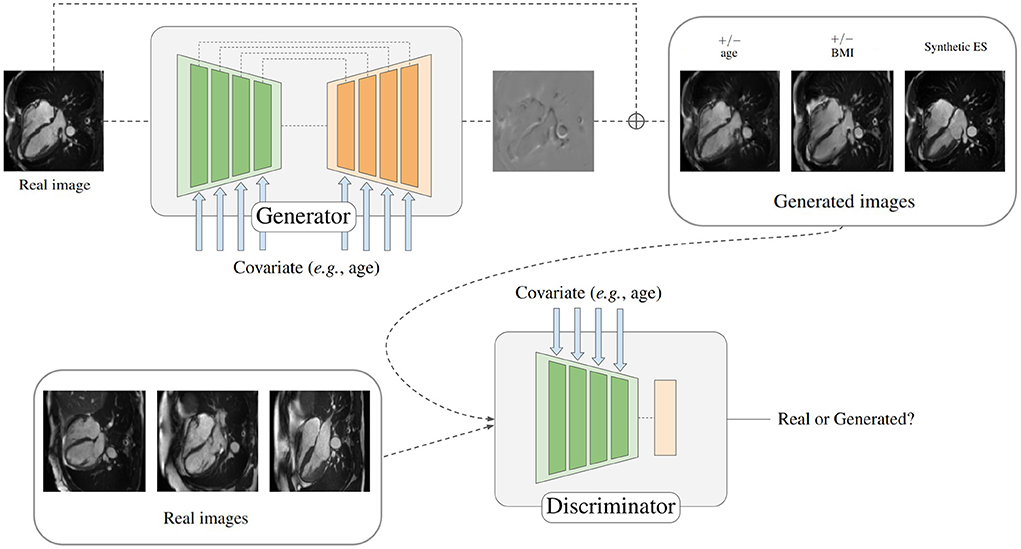 +/−
age
+/−
BMI
Synthetic ES
Real image
Generated images
Generator
Covariate (e.g., age)
Covariate (e.g., age)
Real or Generated?
Discriminator
Real images